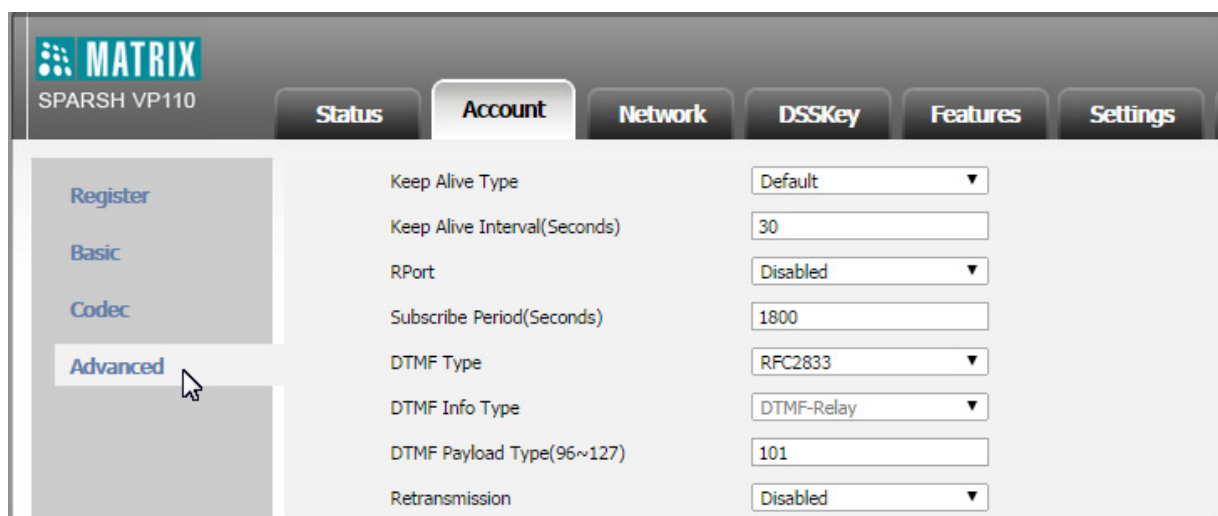 MATRIX
SPARSH VP110
Status Account Network DSSKey Features Settings
Register
Basic
Codec
Advanced
Keep Alive Type Default
Keep Alive Interval(Seconds) 30
RPort Disabled
Subscribe Period(Seconds) 1800
DTMF Type RFC2833
DTMF Info Type DTMF-Relay
DTMF Payload Type(96~127) 101
Retransmission Disabled